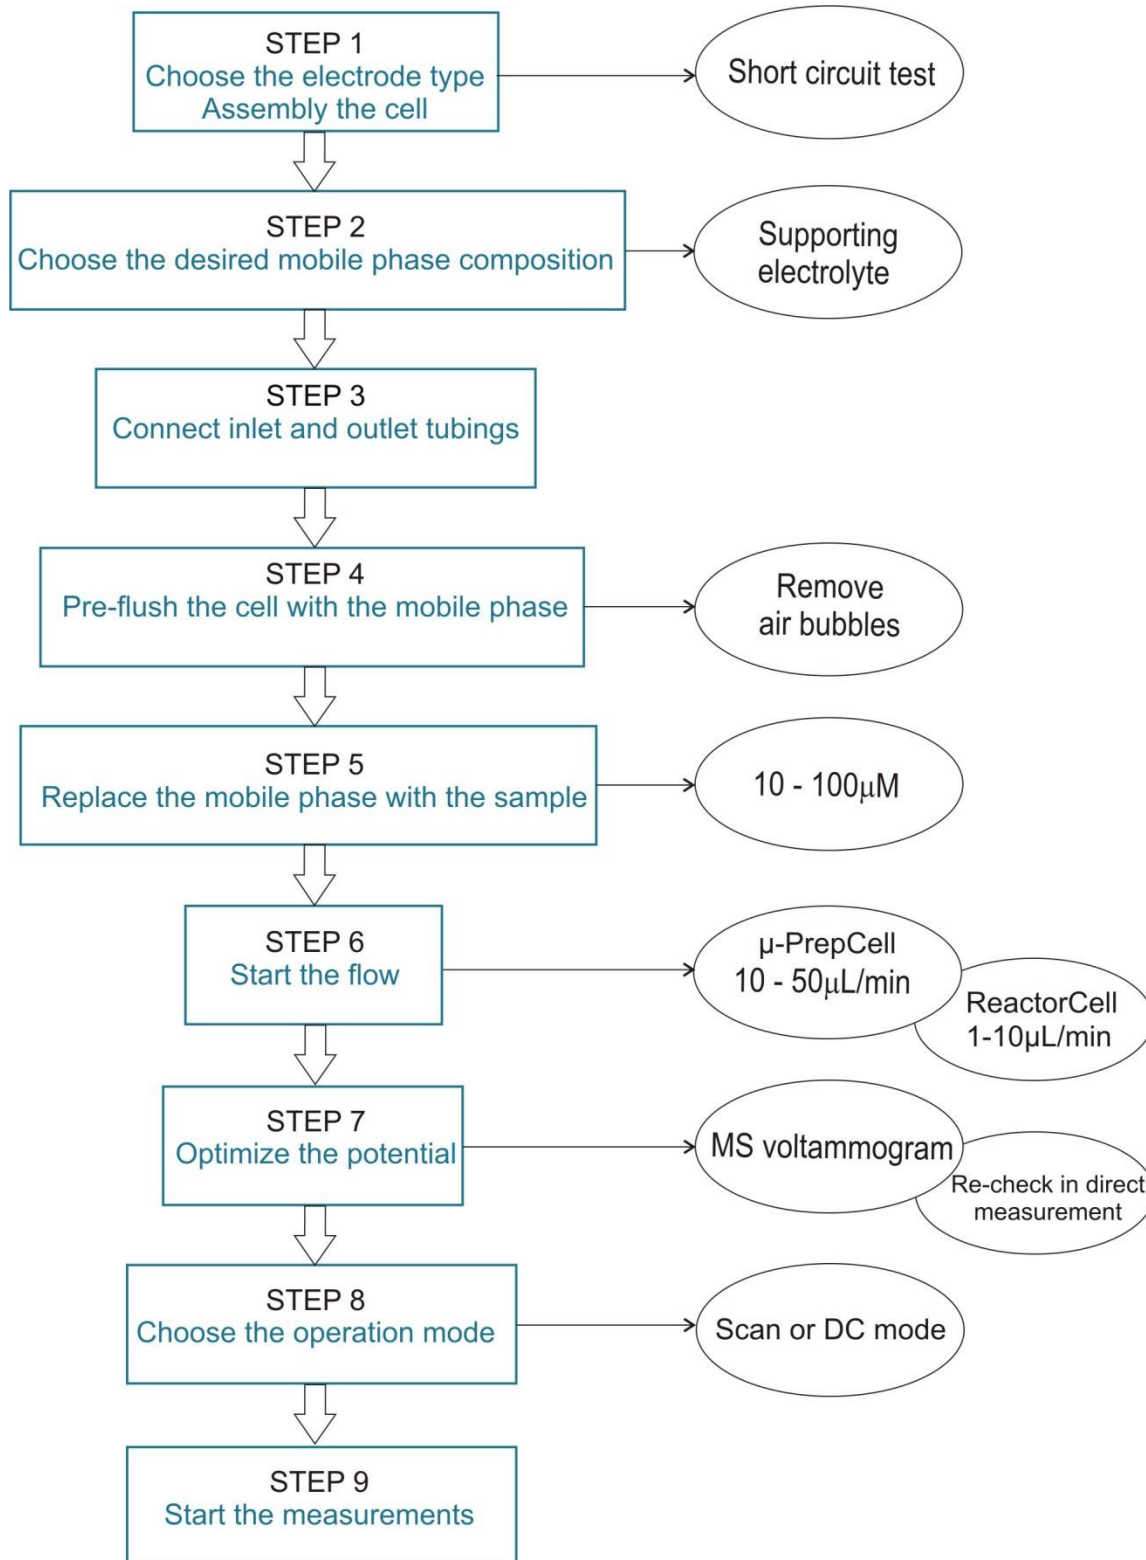 STEP 1
Choose the electrode type
Assembly the cell
Short circuit test
STEP 2
Choose the desired mobile phase composition
Supporting
electrolyte
STEP 3
Connect inlet and outlet tubings
STEP 4
Pre-flush the cell with the mobile phase
Remove
air bubbles
STEP 5
Replace the mobile phase with the sample
10 - 100μM
STEP 6
Start the flow
μ-PrepCell
10 - 50μL/min
ReactorCell
1-10μL/min
STEP 7
Optimize the potential
MS voltammogram
Re-check in direct
measurement
STEP 8
Choose the operation mode
Scan or DC mode
STEP 9
Start the measurements